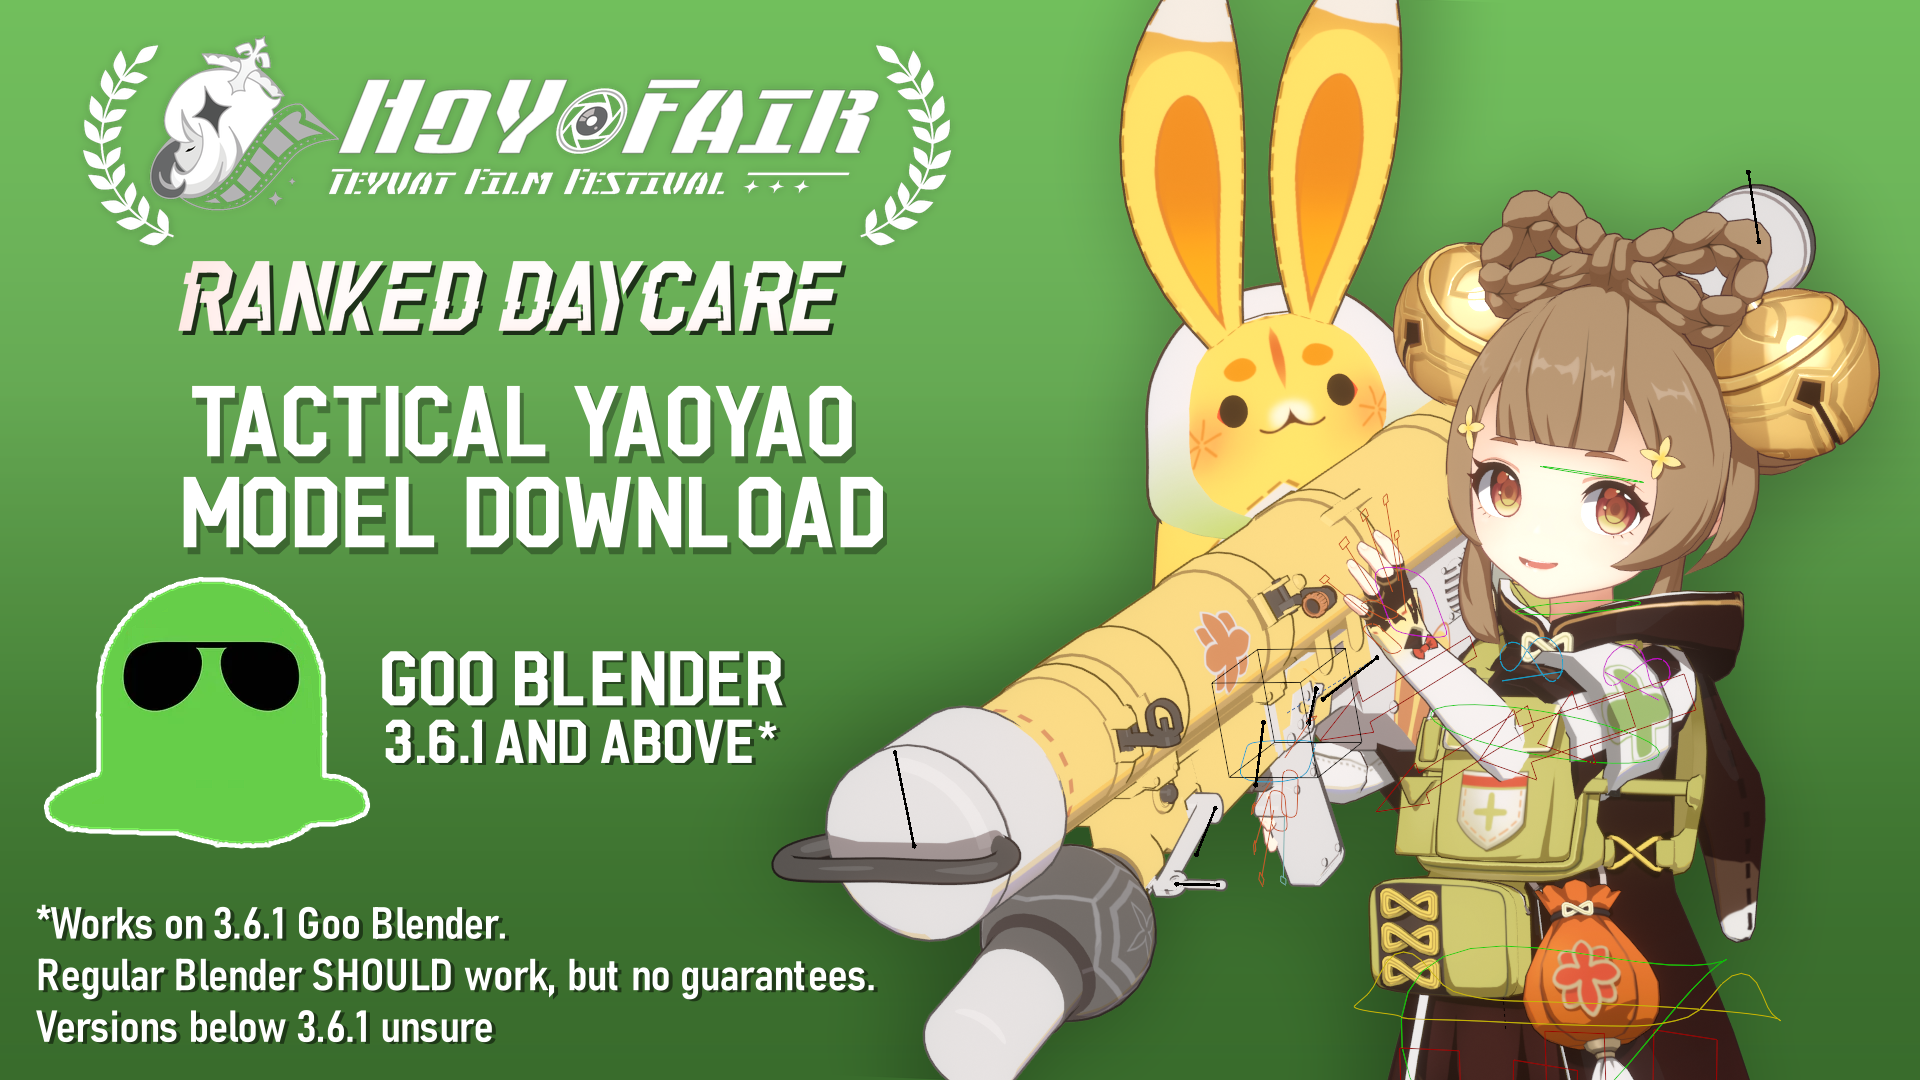 HOYOFAIR
TEYVAT FILM FESTIVAL
RANKED DAYCARE
TACTICAL YAOYAO
MODEL DOWNLOAD
GOO BLENDER
3.6.1 AND ABOVE*
*Works on 3.6.1 Goo Blender.
Regular Blender SHOULD work, but no guarantees.
Versions below 3.6.1 unsure